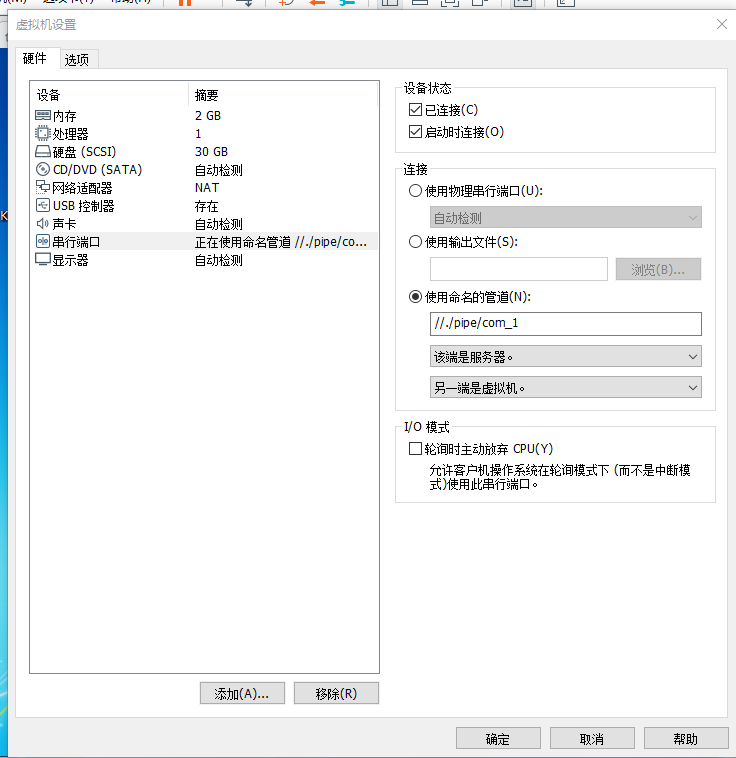 虚拟机设置
硬件
选项
设备
摘要
内存
2 GB
处理器
1
硬盘 (SCSI)
30 GB
CD/DVD (SATA)
自动检测
网络适配器
NAT
USB 控制器
存在
声卡
自动检测
串行端口
正在使用命名管道 //./pipe/co...
显示器
自动检测
添加(A)...
移除(R)
设备状态
已连接(C)
启动时连接(O)
连接
使用物理串行端口(U):
自动检测
使用输出文件(S):
浏览(B)...
使用命名的管道(N):
//./pipe/com_1
该端是服务器。
另一端是虚拟机。
I/O 模式
轮询时主动放弃 CPU(Y)
允许客户机操作系统在轮询模式下 (而不是中断模
式)使用此串行端口。
确定
取消
帮助